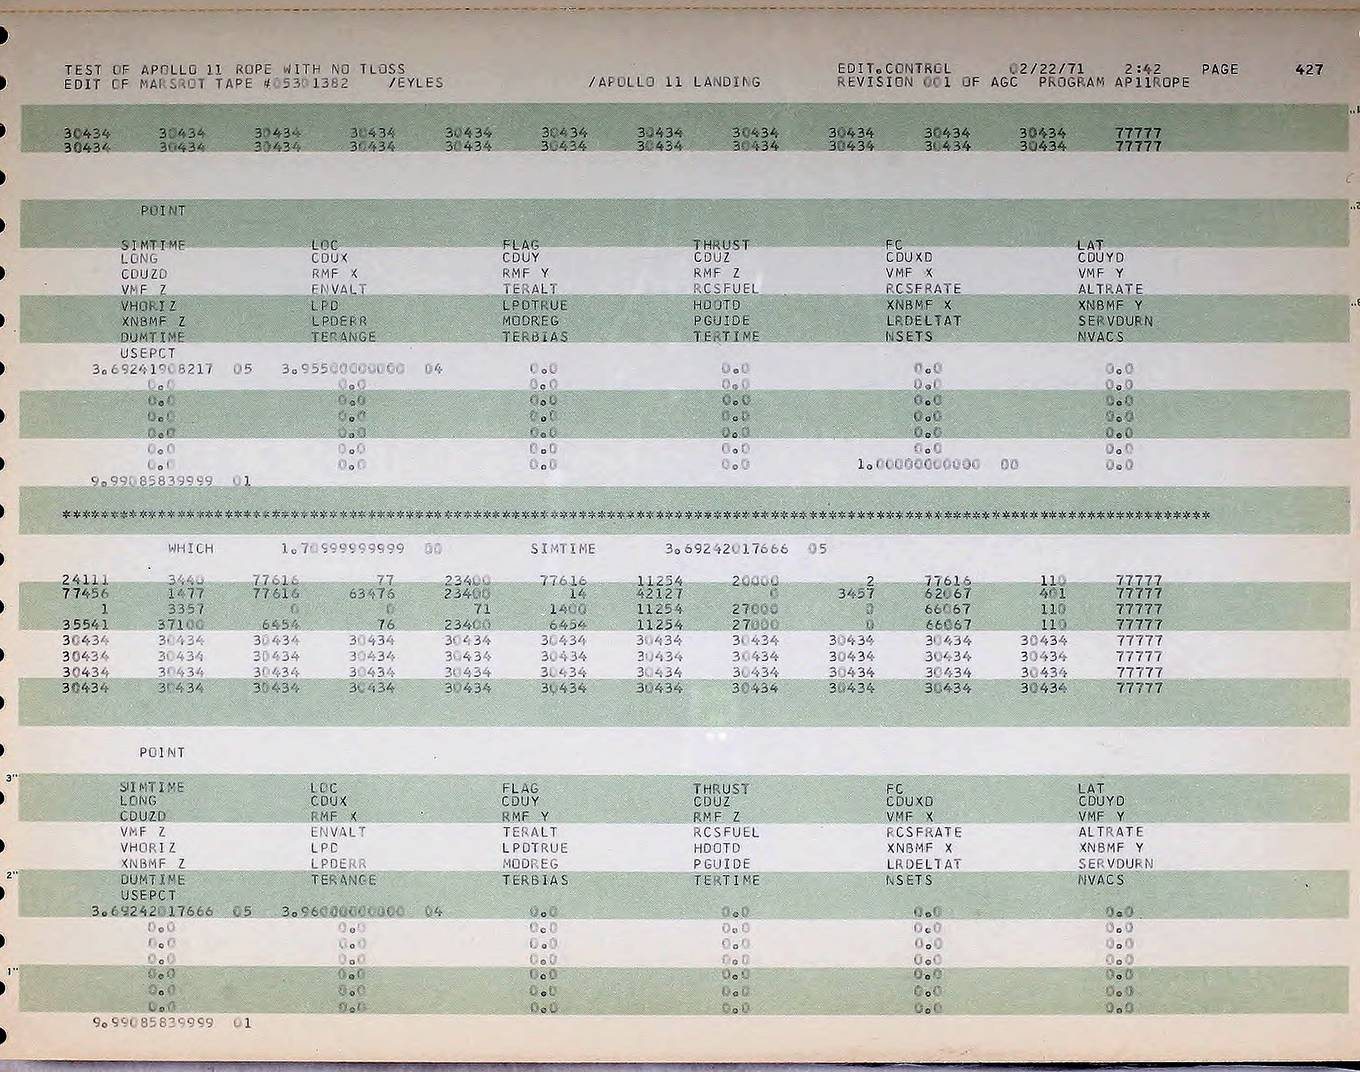 TEST OF APOLLO 11 ROPE WITH NO TLOSS EDIT.CONTROL 02/22/71 2:42 PAGE 427
EDIT OF MARSROT TAPE #05301382 /EYLES /APOLLO 11 LANDING REVISION 001 OF AGC PROGRAM AP11ROPE
30434 30434 30434 30434 30434 30434 30434 30434 30434 30434 30434 77777
30434 30434 30434 30434 30434 30434 30434 30434 30434 30434 30434 77777
POINT
SIMTIME LOC FLAG THRUST FC LAT
LONG CDUX CDUY CDUZ CDUXD CDUYD
CDUZD RMF X RMF Y RMF Z VMF X VMF Y
VMF Z ENVALT TERALT RCSFUEL RCSFRATE ALTRATE
VHORIZ LPD LPDTRUE HDOTD XNBMF X XNBMF Y
XNBMF Z LPDERR MODREG PGUIDE LRDELTAT SERVDURN
DUMTIME TERANGE TERBIAS TERTIME NSETS NVACS
USEPCT
3.69241908217 05 3.95500000000 04 0.0 0.0 0.0 0.0
0.0 0.0 0.0 0.0 0.0 0.0
0.0 0.0 0.0 0.0 0.0 0.0
0.0 0.0 0.0 0.0 0.0 0.0
0.0 0.0 0.0 0.0 0.0 0.0
0.0 0.0 0.0 0.0 0.0 0.0
0.0 0.0 0.0 0.0 1.00000000000 00 0.0
9.99085839999 01
************************************************************************************************************************
WHICH 1.70999999999 00 SIMTIME 3.69242017666 05
24111 3440 77616 77 23400 77616 11254 20000 2 77616 110 77777
77456 1477 77616 63476 23400 14 42127 0 3457 62067 401 77777
1 3357 0 0 71 1400 11254 27000 0 66067 110 77777
35541 37100 6454 76 23400 6454 11254 27000 0 66067 110 77777
30434 30434 30434 30434 30434 30434 30434 30434 30434 30434 30434 77777
30434 30434 30434 30434 30434 30434 30434 30434 30434 30434 30434 77777
30434 30434 30434 30434 30434 30434 30434 30434 30434 30434 30434 77777
30434 30434 30434 30434 30434 30434 30434 30434 30434 30434 30434 77777
POINT
SIMTIME LOC FLAG THRUST FC LAT
LONG CDUX CDUY CDUZ CDUXD CDUYD
CDUZD RMF X RMF Y RMF Z VMF X VMF Y
VMF Z ENVALT TERALT RCSFUEL RCSFRATE ALTRATE
VHORIZ LPD LPDTRUE HDOTD XNBMF X XNBMF Y
XNBMF Z LPDERR MODREG PGUIDE LRDELTAT SERVDURN
DUMTIME TERANGE TERBIAS TERTIME NSETS NVACS
USEPCT
3.69242017666 05 3.96000000000 04 0.0 0.0 0.0 0.0
0.0 0.0 0.0 0.0 0.0 0.0
0.0 0.0 0.0 0.0 0.0 0.0
0.0 0.0 0.0 0.0 0.0 0.0
0.0 0.0 0.0 0.0 0.0 0.0
0.0 0.0 0.0 0.0 0.0 0.0
0.0 0.0 0.0 0.0 0.0 0.0
9.99085839999 01
3"
2"
1"